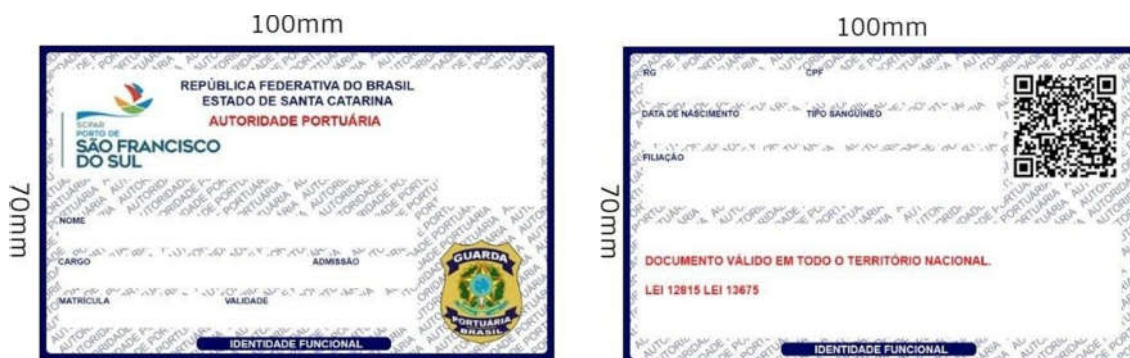 100mm
70mm
SCPAR
PORTO DE
SÃO FRANCISCO
DO SUL
REPÚBLICA FEDERATIVA DO BRASIL
ESTADO DE SANTA CATARINA
AUTORIDADE PORTUÁRIA
NOME
CARGO
ADMISSÃO
MATRÍCULA
VALIDADE
GUARDA
PORTUÁRIA
BRASIL
IDENTIDADE FUNCIONAL
100mm
70mm
RG
CPF
DATA DE NASCIMENTO
TIPO SANGUÍNEO
FILIAÇÃO
DOCUMENTO VÁLIDO EM TODO O TERRITÓRIO NACIONAL.
LEI 12815 LEI 13675
IDENTIDADE FUNCIONAL